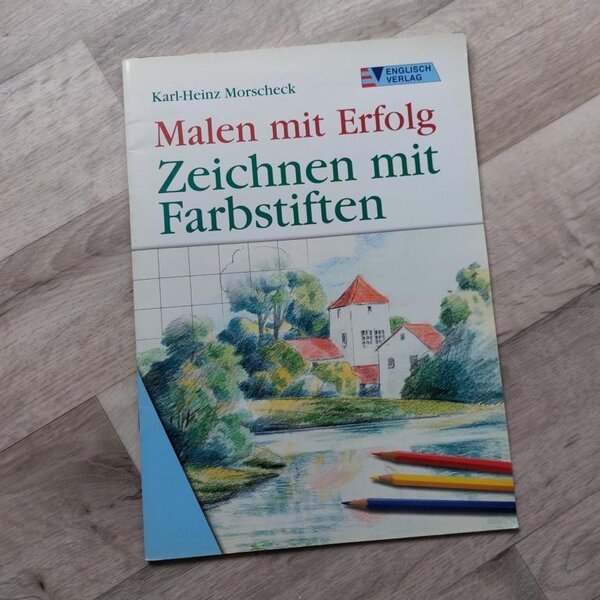 ENGLISCH
VERLAG
Karl-Heinz Morscheck
Malen mit Erfolg
Zeichnen mit
Farbstiften